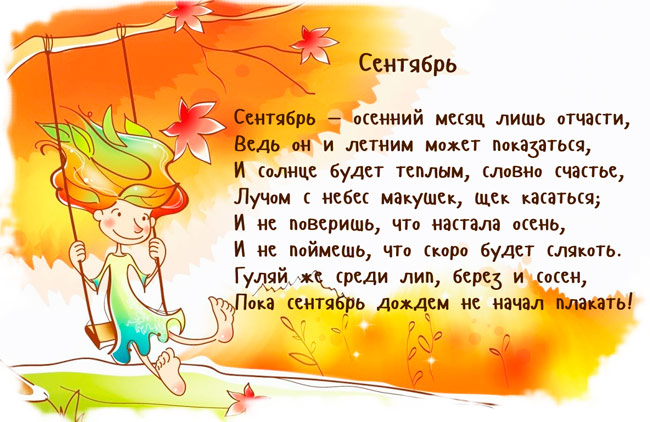 Сентябрь
Сентябрь – осенний месяц лишь отчасти,
Ведь он и летним может показаться,
И солнце будет теплым, словно счастье,
Лучом с небес макушек, щек касаться;
И не поверишь, что настала осень,
И не поймешь, что скоро будет слякоть.
Гуляй же среди лип, берез и сосен,
Пока сентябрь дождем не начал плакать!